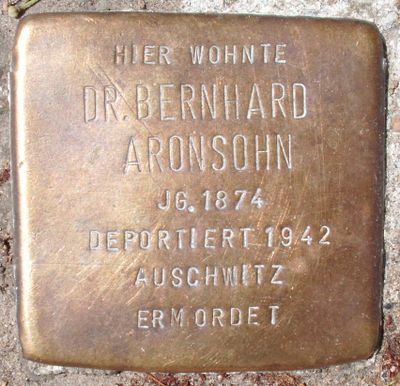 HIER WOHNTE
DR. BERNHARD
ARONSOHN
JG. 1874
DEPORTIERT 1942
AUSCHWITZ
ERMORDET